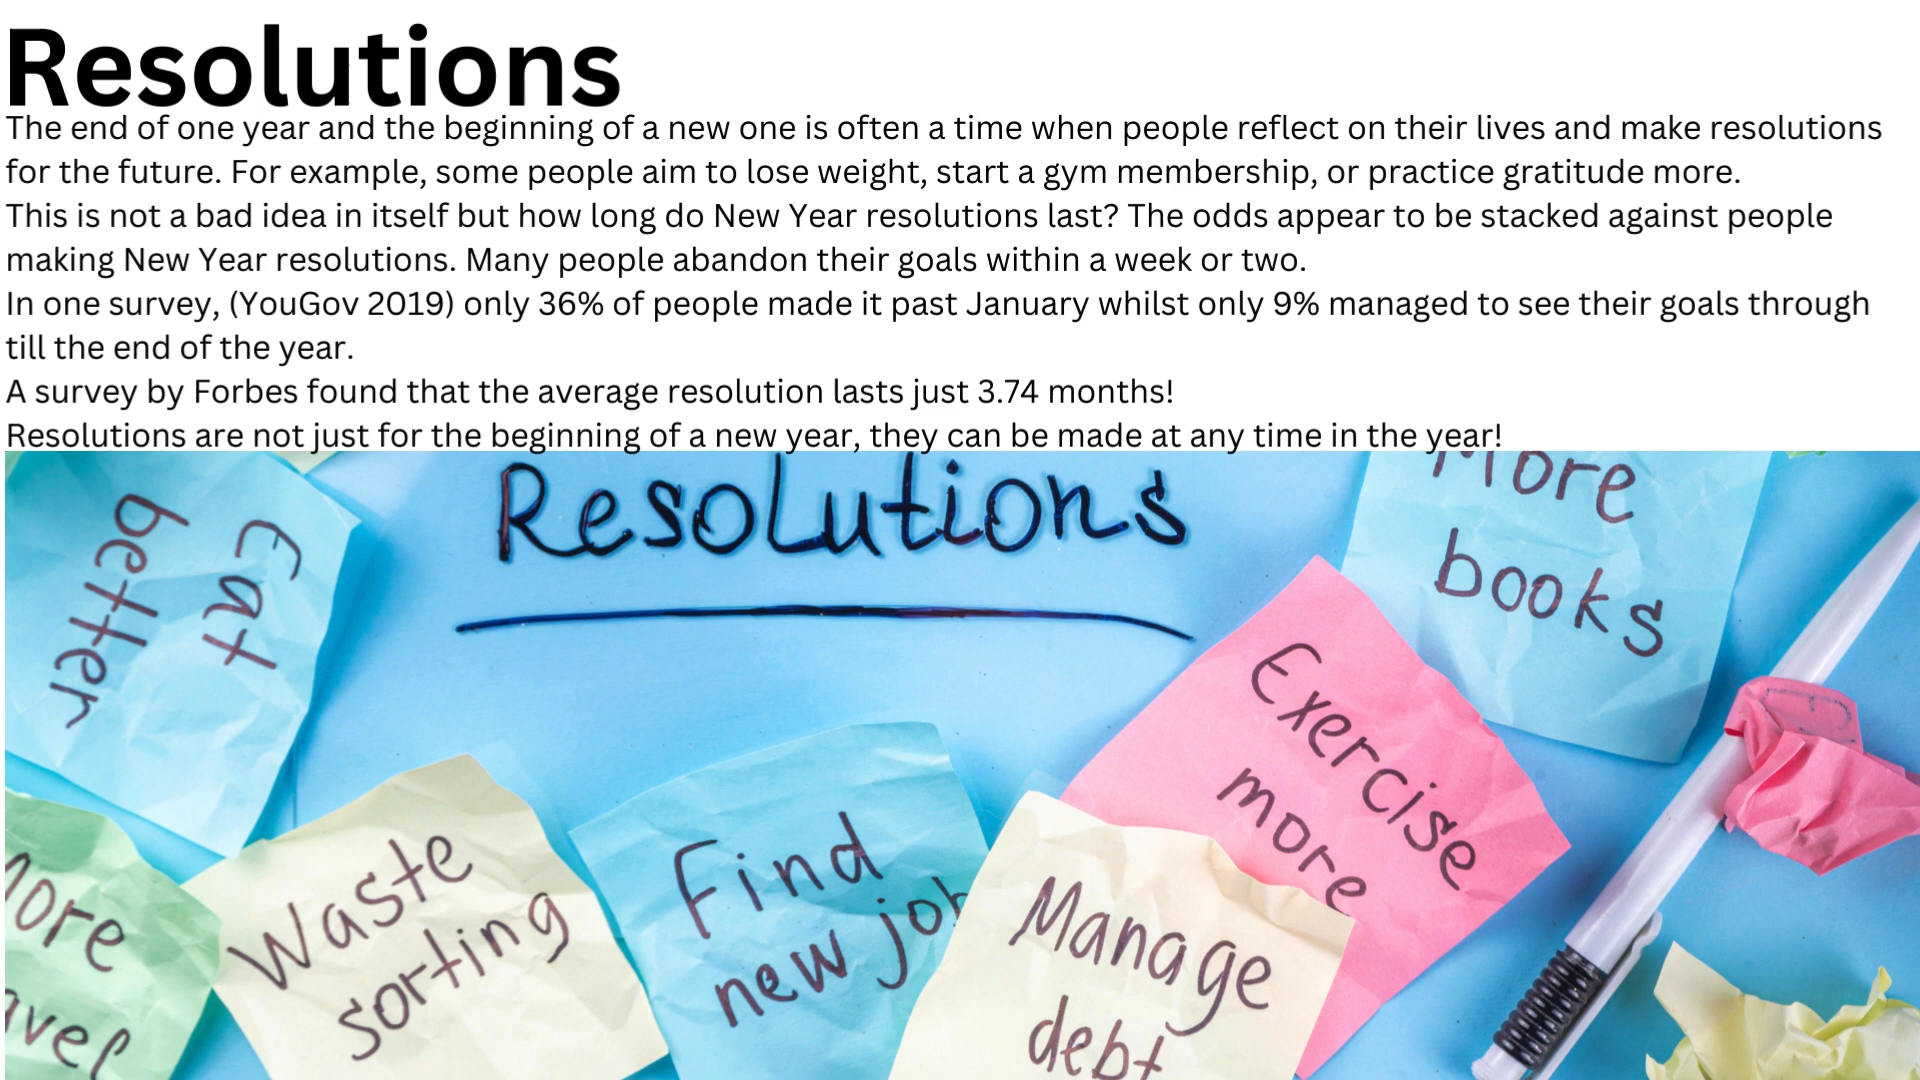 Resolutions
The end of one year and the beginning of a new one is often a time when people reflect on their lives and make resolutions
for the future. For example, some people aim to lose weight, start a gym membership, or practice gratitude more.
This is not a bad idea in itself but how long do New Year resolutions last? The odds appear to be stacked against people
making New Year resolutions. Many people abandon their goals within a week or two.
In one survey, (YouGov 2019) only 36% of people made it past January whilst only 9% managed to see their goals through
till the end of the year.
A survey by Forbes found that the average resolution lasts just 3.74 months!
Resolutions are not just for the beginning of a new year, they can be made at any time in the year!
Resolutions
Eat
better
More
books
Exercise
more
Waste
sorting
Find
new job
Manage
debt